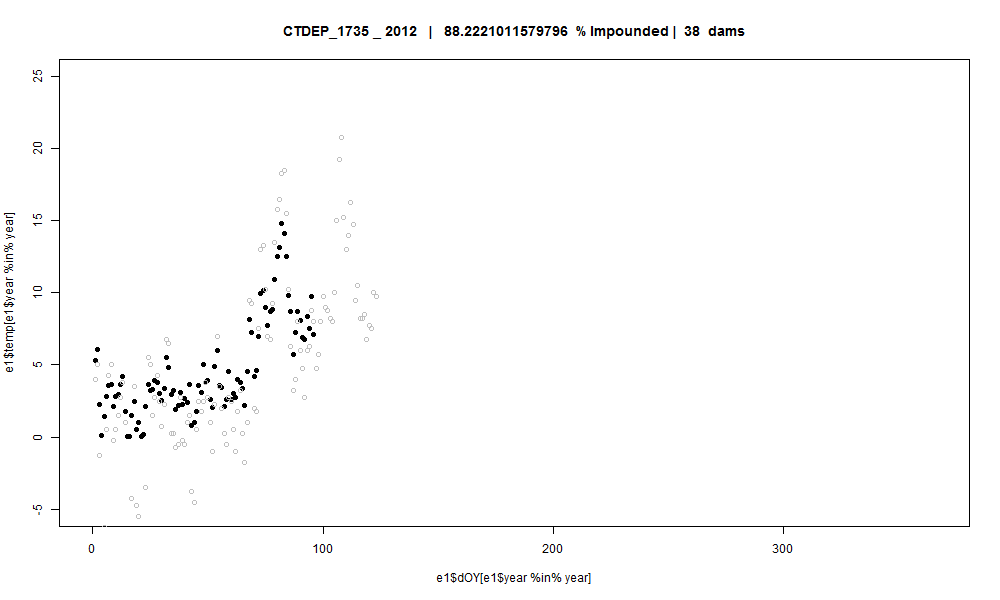 CTDEP_1735 _ 2012 | 88.2221011579796 % Impounded | 38 dams
e1$temp[e1$year %in% year]
25
20
15
10
5
0
-5
0 100 200 300
e1$dOY[e1$year %in% year]